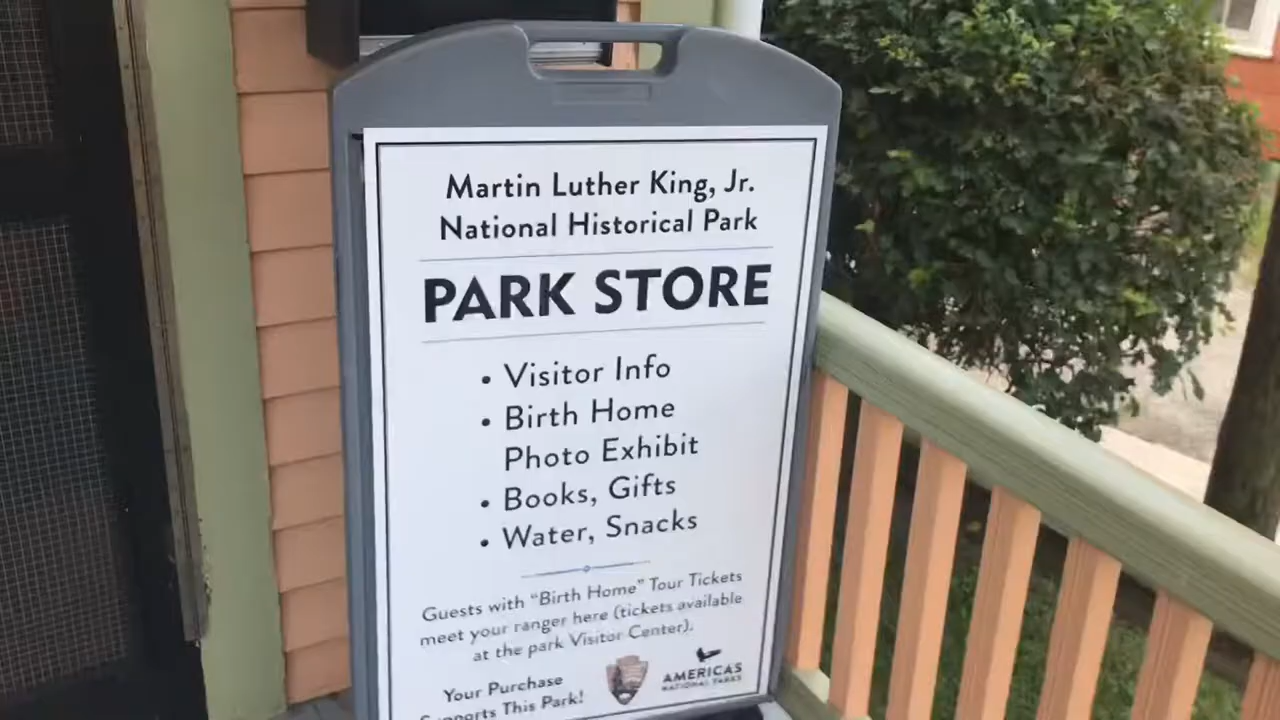 Martin Luther King, Jr.
National Historical Park
PARK STORE
• Visitor Info
• Birth Home
Photo Exhibit
• Books, Gifts
• Water, Snacks
Guests with “Birth Home” Tour Tickets
meet your ranger here (tickets available
at the park Visitor Center).
Your Purchase
Supports This Park!
AMERICAS
NATIONAL PARKS